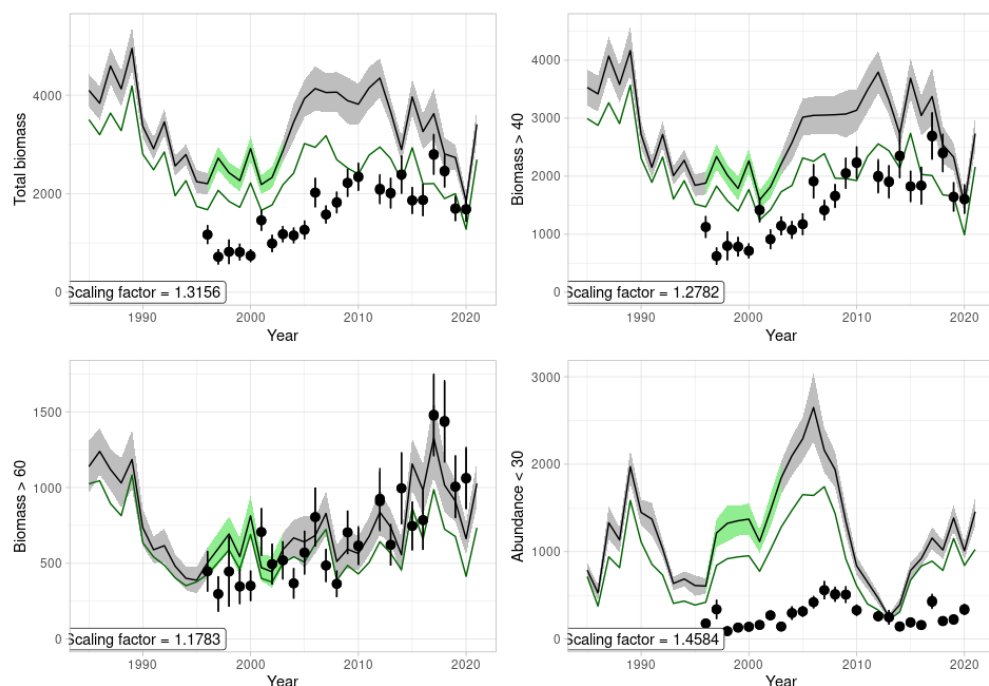 Total biomass
4000
2000
0
Scaling factor = 1.3156
1990
2000
2010
2020
Year
Biomass > 40
4000
3000
2000
1000
0
Scaling factor = 1.2782
1990
2000
2010
2020
Year
Biomass > 60
1500
1000
500
0
Scaling factor = 1.1783
1990
2000
2010
2020
Year
Abundance < 30
3000
2000
1000
0
Scaling factor = 1.4584
1990
2000
2010
2020
Year